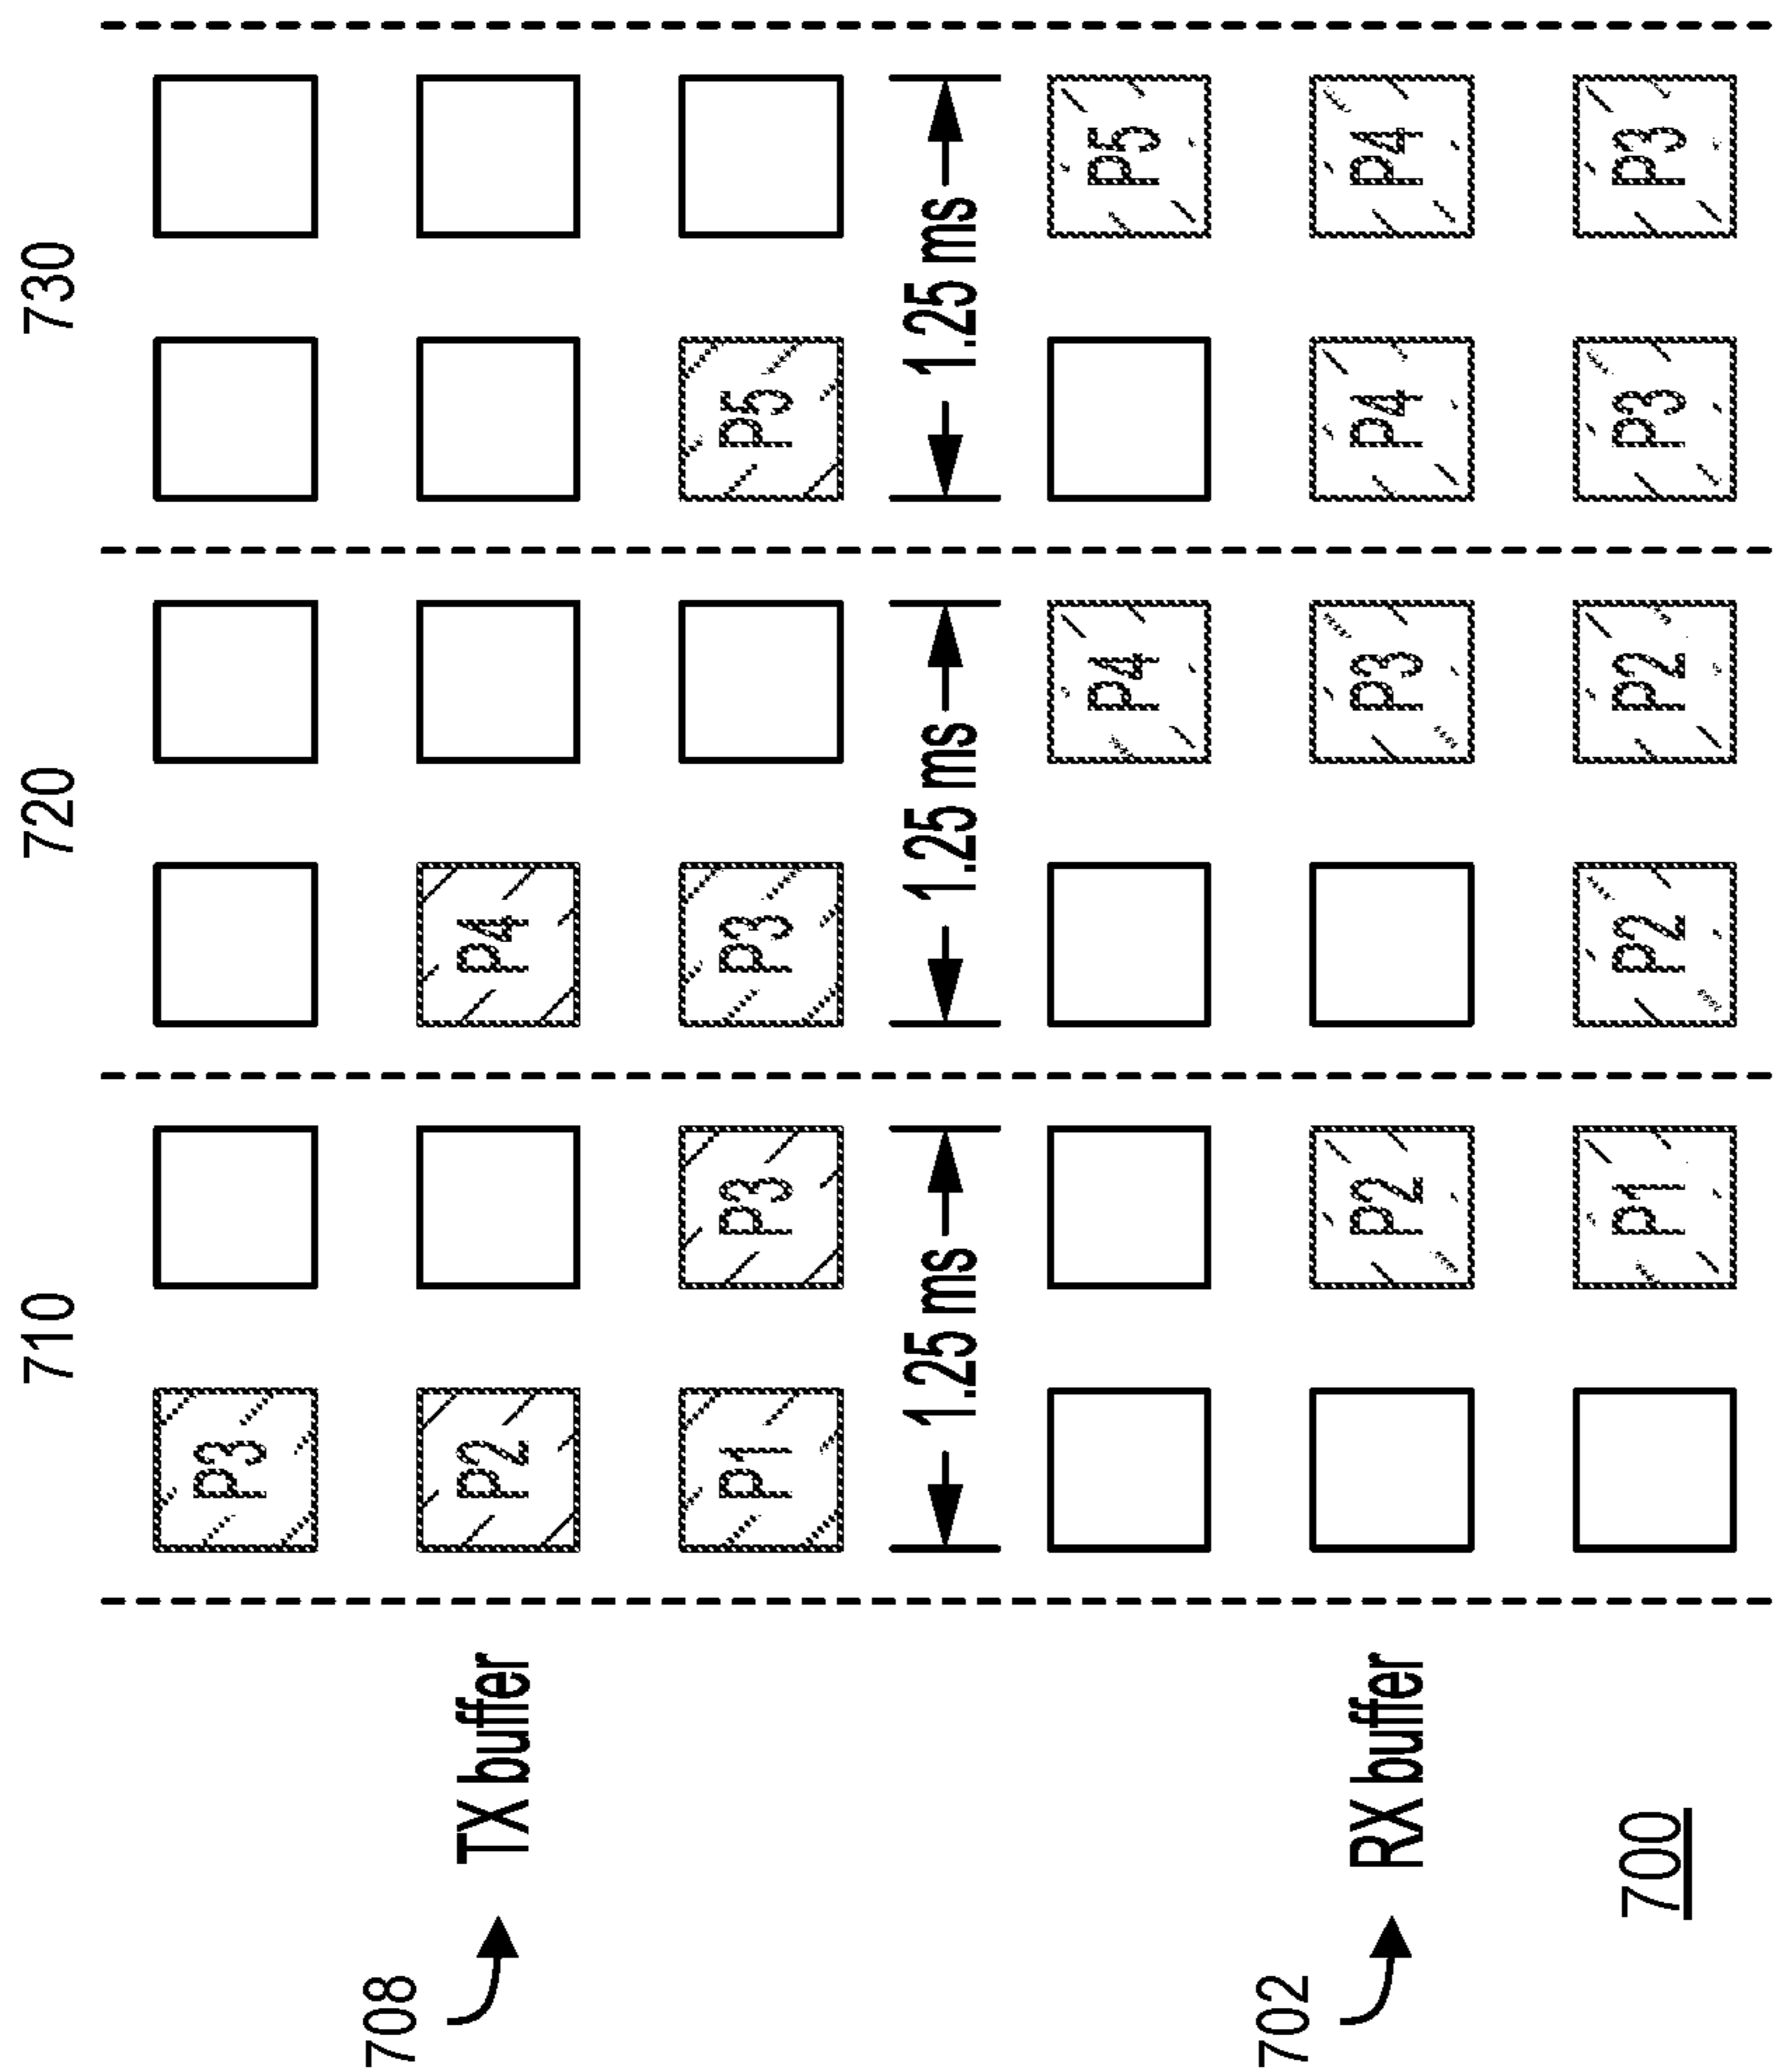 710 720 730
P3
708
TX buffer P2 P4
P1 P3 P3 P5
1.25 ms 1.25 ms 1.25 ms
P4 P5
702
RX buffer P2 P3 P4 P4
700 P1 P2 P2 P3 P3